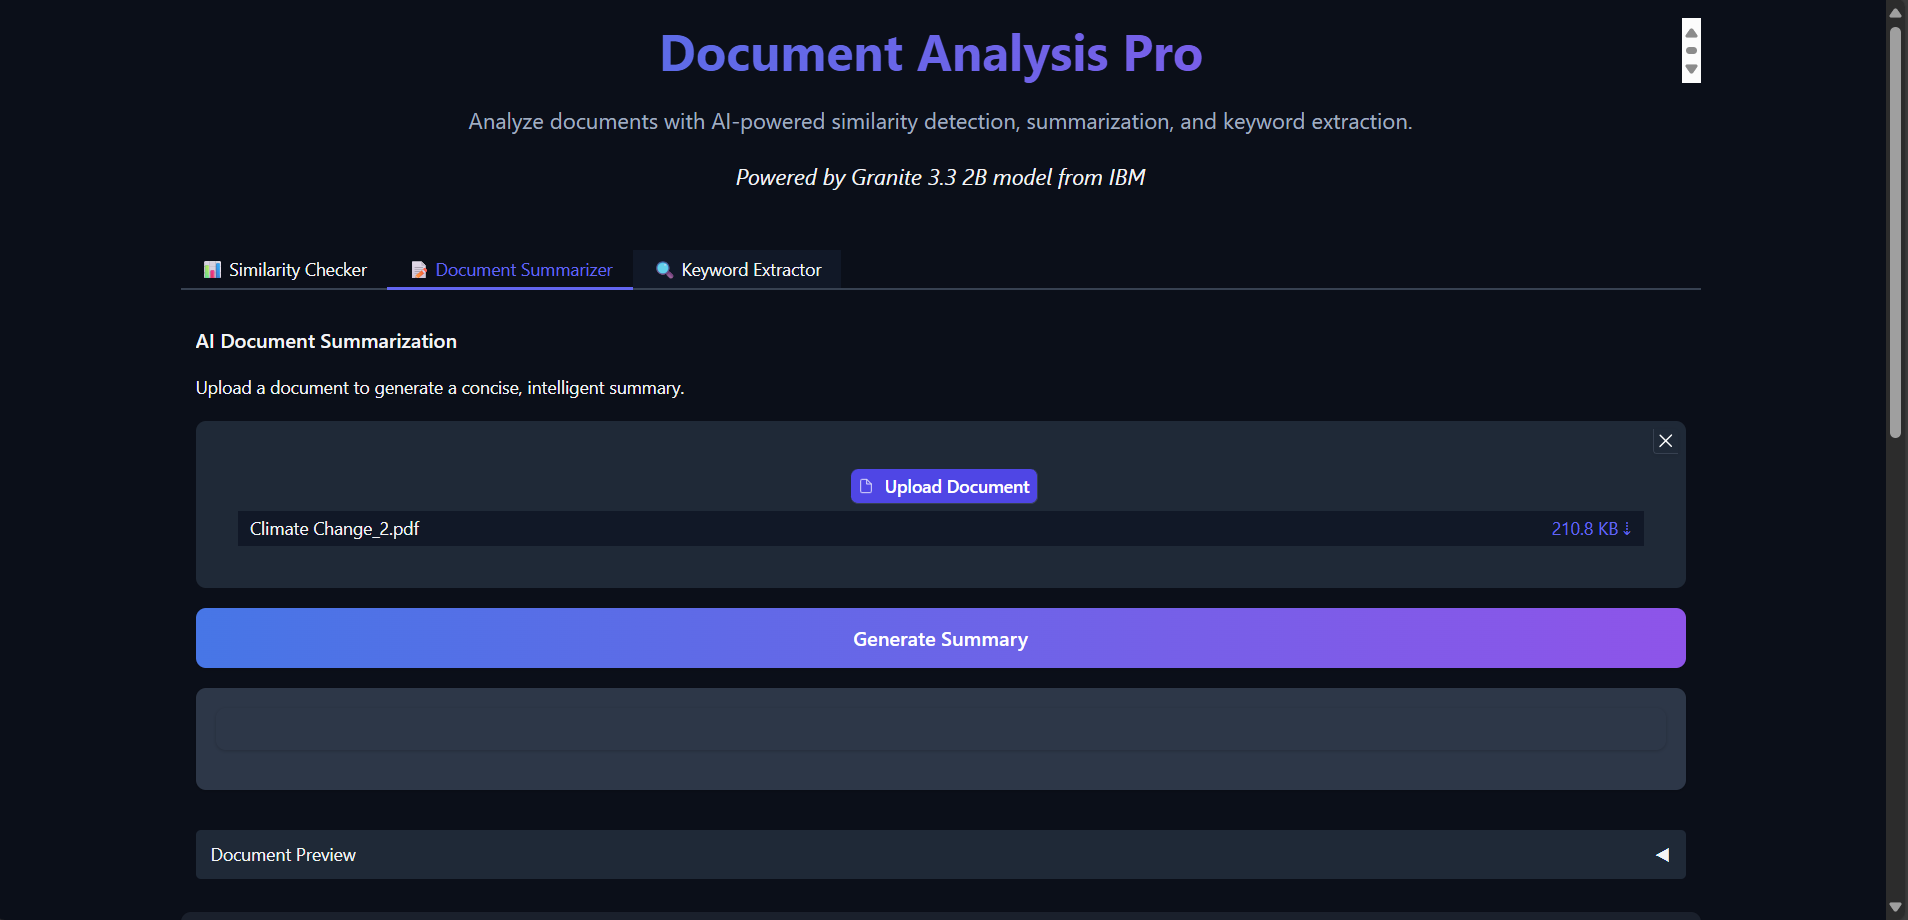 Document Analysis Pro
Analyze documents with AI-powered similarity detection, summarization, and keyword extraction.
Powered by Granite 3.3 2B model from IBM
Similarity Checker
Document Summarizer
Keyword Extractor
AI Document Summarization
Upload a document to generate a concise, intelligent summary.
Upload Document
Climate Change_2.pdf
210.8 KB ⇣
Generate Summary
Document Preview